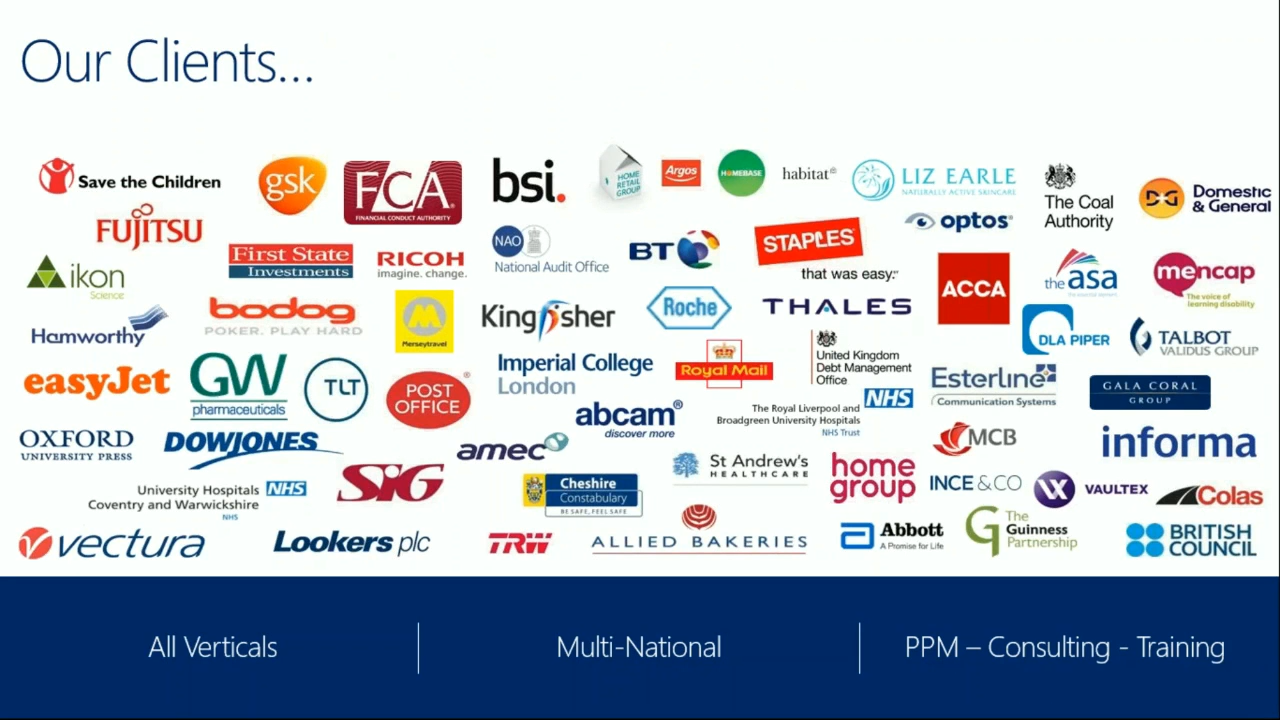 Our Clients...
Save the Children
gsk
FCA
FINANCIAL CONDUCT AUTHORITY
bsi.
HOME
RETAIL
GROUP
Argos
HOMEBASE
habitat®
LIZ EARLE
NATURALLY ACTIVE SKINCARE
The Coal
Authority
D&G
Domestic
& General
FUJITSU
First State
Investments
RICOH
imagine. change.
NAO
National Audit Office
BT
STAPLES
that was easy.
optos
ACCA
the asa
mencap
The voice of
learning disability
ikon
Science
Hamworthy
bodog
POKER. PLAY HARD
Merseytravel
Kingfisher
Roche
THALES
DLA PIPER
TALBOT
VALIDUS GROUP
easyJet
GW
pharmaceuticals
TLT
POST
OFFICE
®
Imperial College
London
Royal Mail
United Kingdom
Debt Management
Office
Esterline
Communication Systems
GALA CORAL
GROUP
OXFORD
UNIVERSITY PRESS
DOWJONES
amec
abcam®
discover more
The Royal Liverpool and
Broadgreen University Hospitals
NHS
NHS Trust
MCB
informa
University Hospitals
Coventry and Warwickshire
NHS
NHS
SIG
Cheshire
Constabulary
BE SAFE, FEEL SAFE
St Andrew's
HEALTHCARE
home
group
INCE & CO
VAULTEX
Colas
vectura
Lookers plc
TRW
ALLIED BAKERIES
Abbott
A Promise for Life
The
Guinness
Partnership
BRITISH
COUNCIL
All Verticals
Multi-National
PPM – Consulting - Training